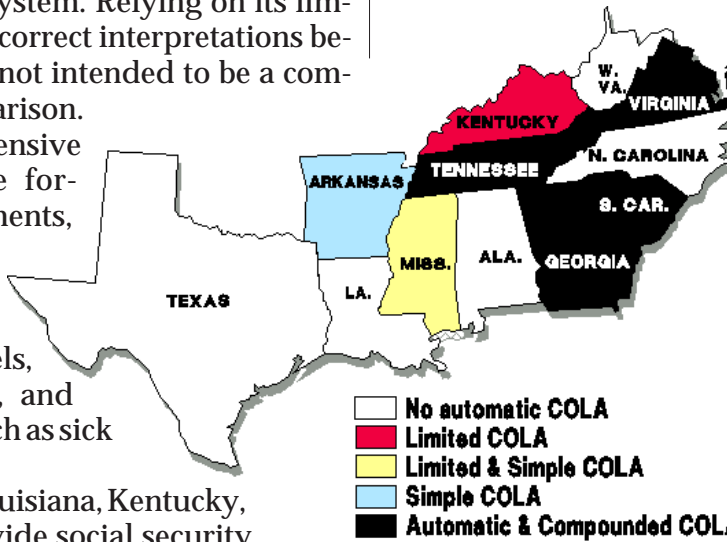 system. Relying on its lim-
correct interpretations be-
not intended to be a com-
arison.
ensive
e for-
ments,
els,
, and
ch as sick
uisiana, Kentucky,
vide social security
W.
VA.
VIRGINIA
KENTUCKY
N. CAROLINA
TENNESSEE
ARKANSAS
S. CAR.
MISS.
ALA.
GEORGIA
LA.
TEXAS
No automatic COLA
Limited COLA
Limited & Simple COLA
Simple COLA
Automatic & Compounded COLA